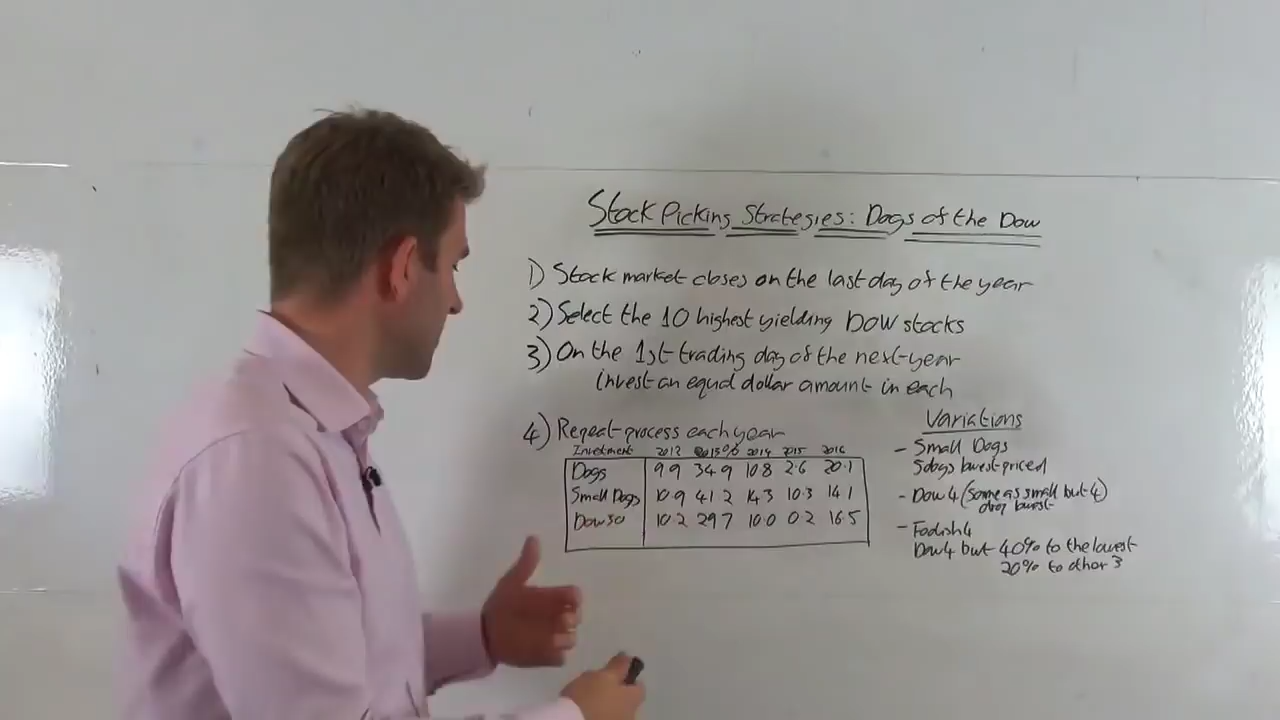 Stock Picking Strategies: Dogs of the Dow
1) Stock market closes on the last day of the year
2) Select the 10 highest yielding DOW stocks
3) On the 1st trading day of the next year
invest an equal dollar amount in each
4) Repeat process each year
Investment 2012 2013 % 2014 2015 2016
Dogs 9.9 34.9 10.8 2.6 20.1
Small Dogs 10.9 41.2 14.3 10.3 14.1
Dow 30 10.2 29.7 10.0 0.2 16.5
Variations
- Small Dogs
5 dogs lowest priced
- Dow 4 (same as small but 4)
drop lowest
- Foolish 4
Dow 4 but 40% to the lowest
20% to other 3